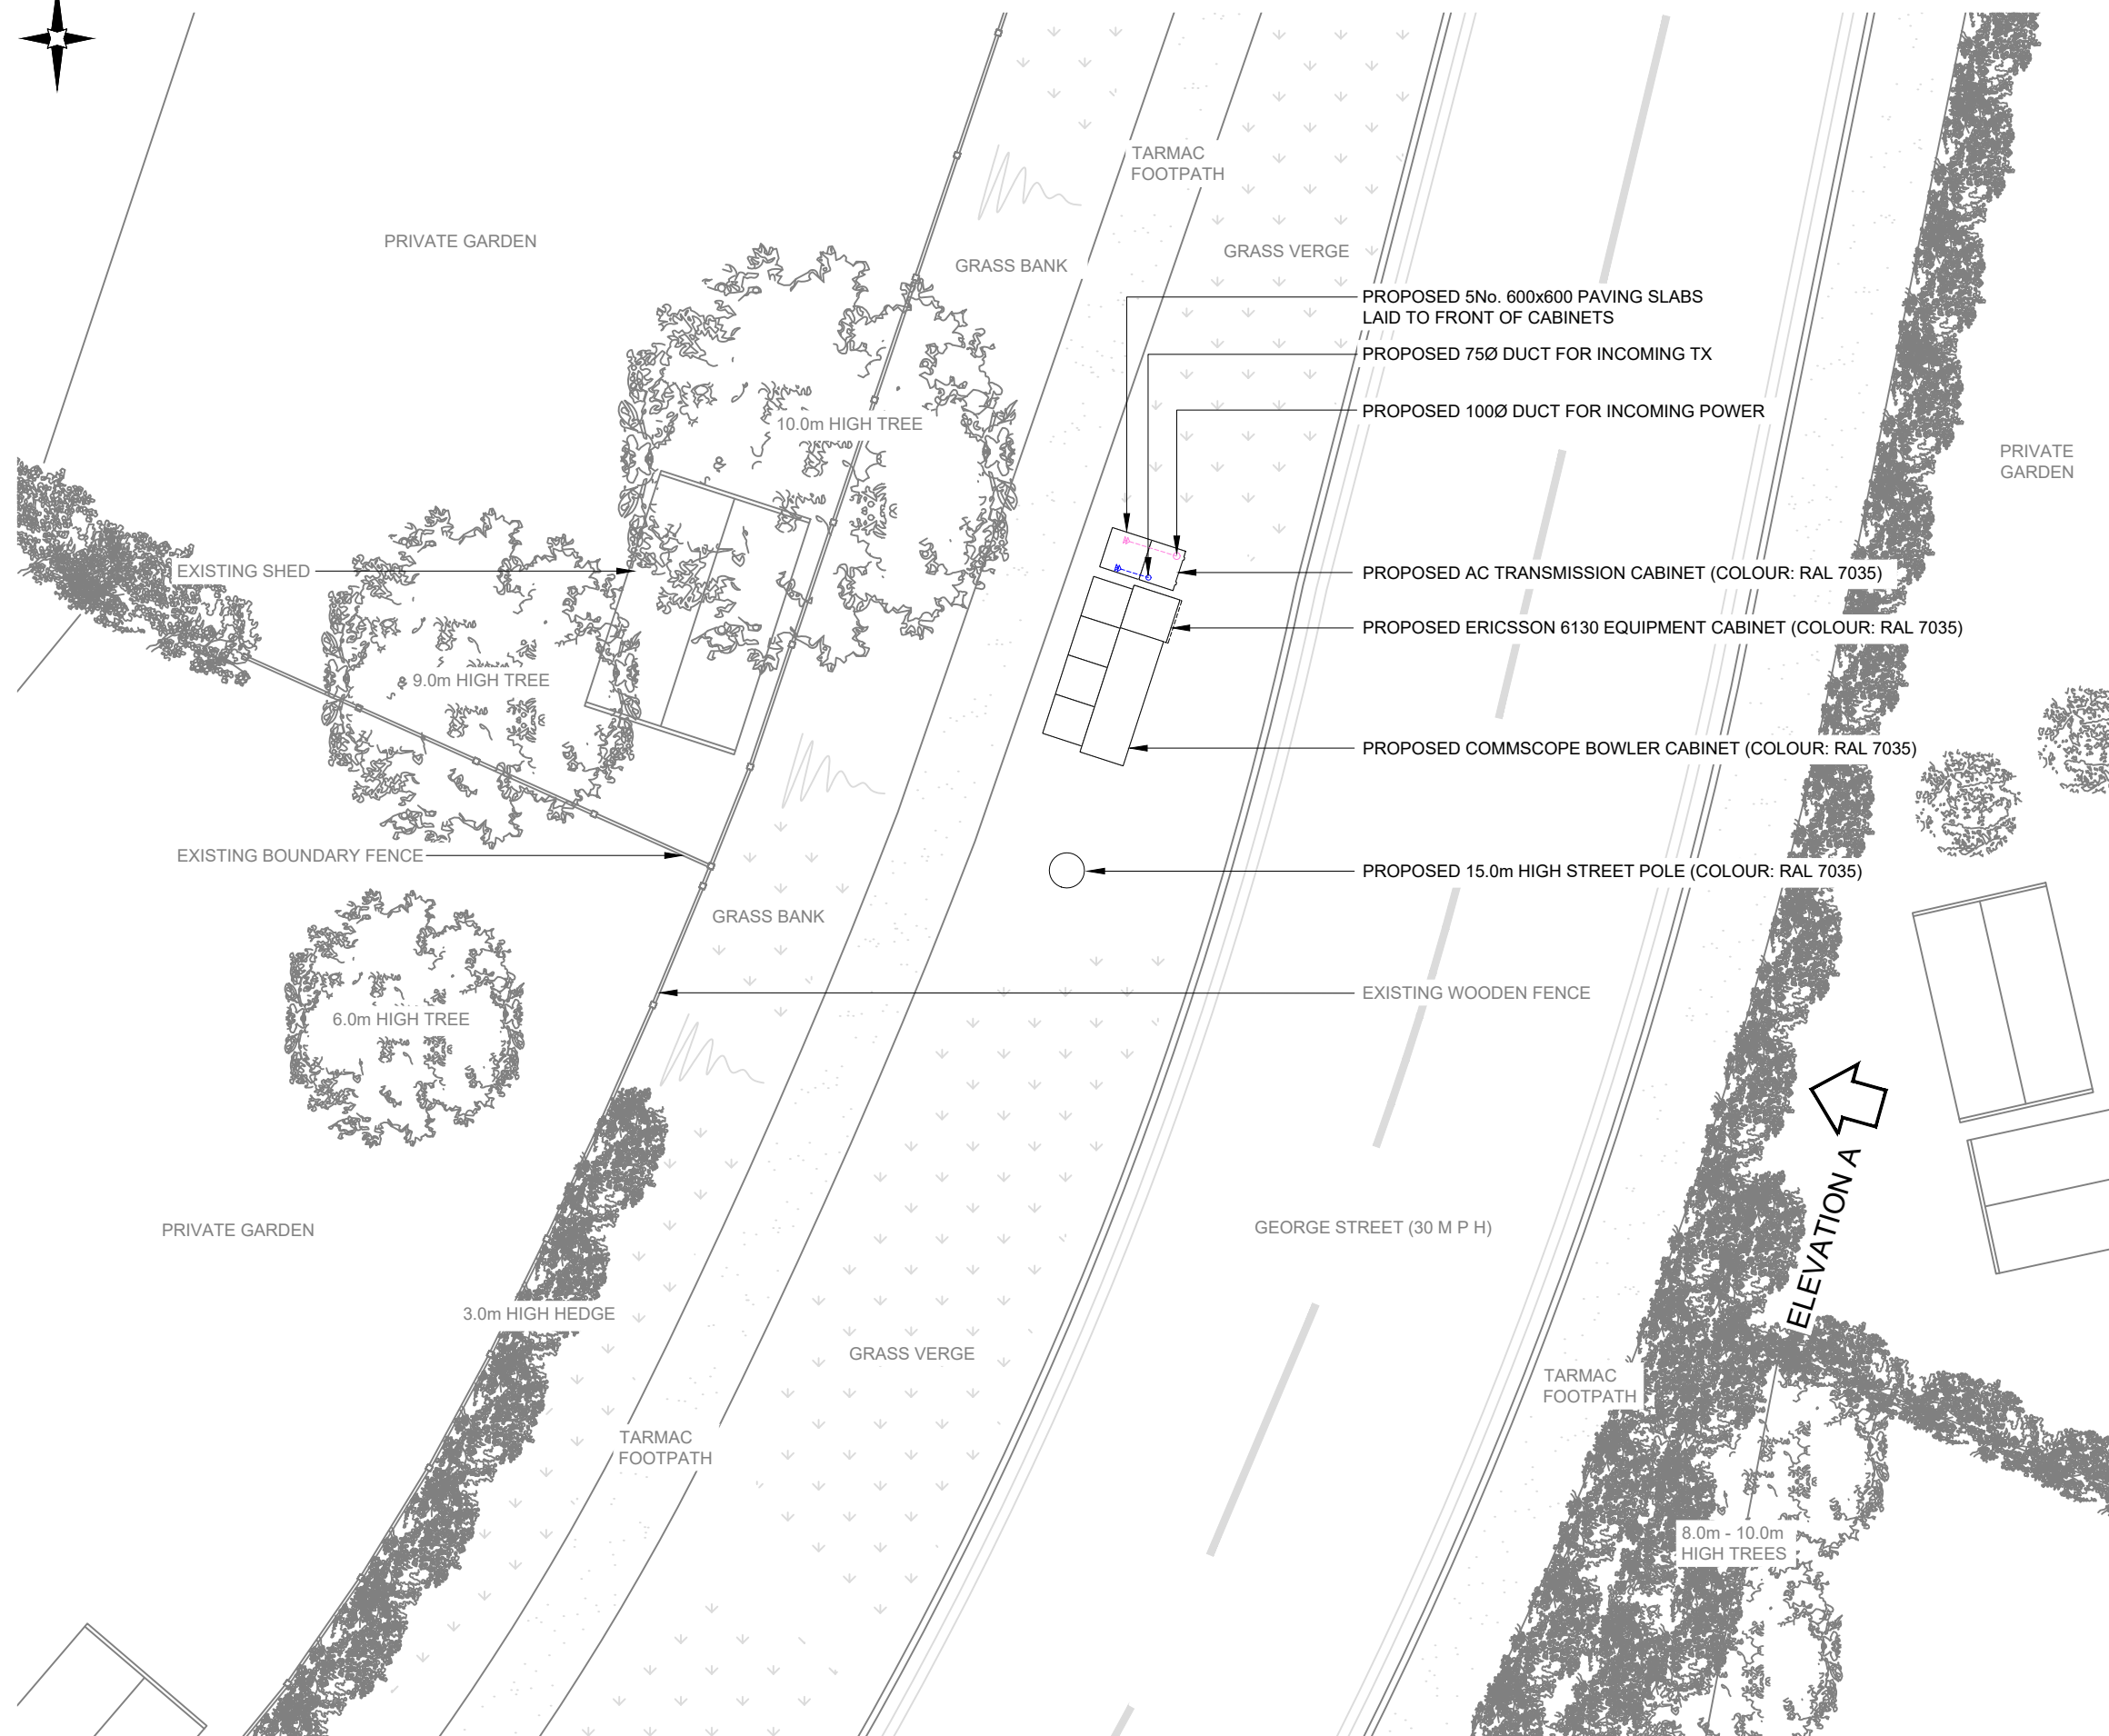 TARMAC
FOOTPATH
PRIVATE GARDEN
GRASS BANK
GRASS VERGE
PROPOSED 5No. 600x600 PAVING SLABS
LAID TO FRONT OF CABINETS
PROPOSED 75Ø DUCT FOR INCOMING TX
PROPOSED 100Ø DUCT FOR INCOMING POWER
10.0m HIGH TREE
PRIVATE
GARDEN
EXISTING SHED
PROPOSED AC TRANSMISSION CABINET (COLOUR: RAL 7035)
PROPOSED ERICSSON 6130 EQUIPMENT CABINET (COLOUR: RAL 7035)
9.0m HIGH TREE
PROPOSED COMMSCOPE BOWLER CABINET (COLOUR: RAL 7035)
EXISTING BOUNDARY FENCE
PROPOSED 15.0m HIGH STREET POLE (COLOUR: RAL 7035)
GRASS BANK
EXISTING WOODEN FENCE
6.0m HIGH TREE
PRIVATE GARDEN
GEORGE STREET (30 M P H)
ELEVATION A
3.0m HIGH HEDGE
GRASS VERGE
TARMAC
FOOTPATH
TARMAC
FOOTPATH
8.0m - 10.0m
HIGH TREES